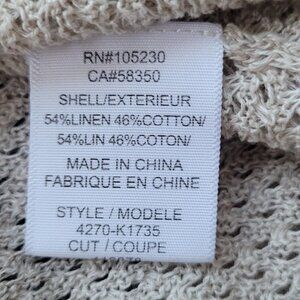 RN#105230
CA#58350
SHELL/EXTERIEUR
54%LINEN 46%COTTON/
54%LIN 46%COTON/
MADE IN CHINA
FABRIQUE EN CHINE
STYLE / MODELE
4270-K1735
CUT / COUPE